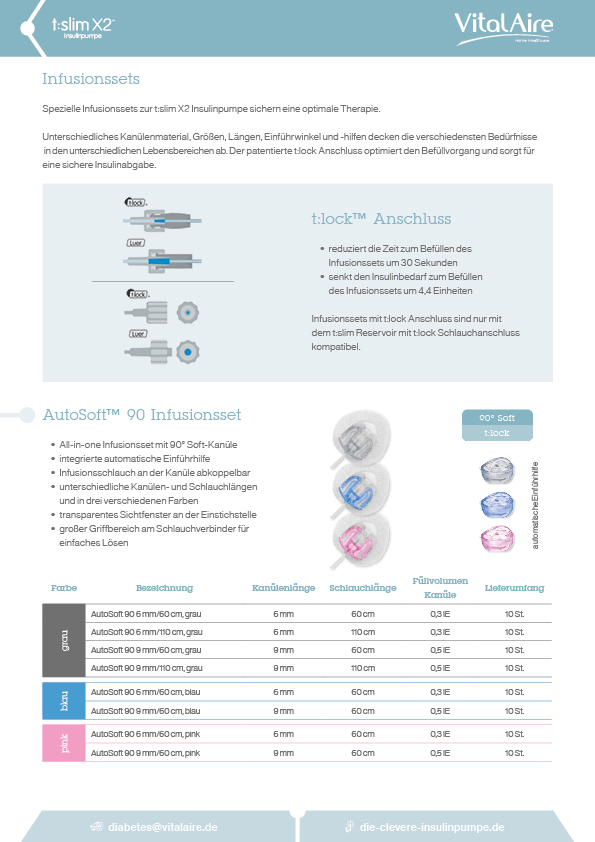 t:slim X2™
Insulinpumpe
VitalAire
Infusionssets
Spezielle Infusionssets zur t:slim X2 Insulinpumpe sichern eine optimale Therapie.
Unterschiedliches Kanülenmaterial, Größen, Längen, Einführwinkel und -hilfen decken die verschiedensten Bedürfnisse
in den unterschiedlichen Lebensbereichen ab. Der patentierte t:lock Anschluss optimiert den Befüllvorgang und sorgt für
eine sichere Insulinabgabe.
t:lock™
Luer
t:lock™
Luer
t:lock™ Anschluss
• reduziert die Zeit zum Befüllen des
Infusionssets um 30 Sekunden
• senkt den Insulinbedarf zum Befüllen
des Infusionssets um 4,4 Einheiten
Infusionssets mit t:lock Anschluss sind nur mit
dem t:slim Reservoir mit t:lock Schlauchanschluss
kompatibel.
AutoSoft™ 90 Infusionsset
• All-in-one Infusionsset mit 90° Soft-Kanüle
• integrierte automatische Einführhilfe
• Infusionsschlauch an der Kanüle abkoppelbar
• unterschiedliche Kanülen- und Schlauchlängen
und in drei verschiedenen Farben
• transparentes Sichtfenster an der Einstichstelle
• großer Griffbereich am Schlauchverbinder für
einfaches Lösen
90° Soft
t:lock
automatische Einführhilfe
Farbe Bezeichnung Kanülenlänge Schlauchlänge Füllvolumen Kanüle Lieferumfang
grau
AutoSoft 90 6 mm/60 cm, grau 6 mm 60 cm 0,3 IE 10 St.
AutoSoft 90 6 mm/110 cm, grau 6 mm 110 cm 0,3 IE 10 St.
AutoSoft 90 9 mm/60 cm, grau 9 mm 60 cm 0,5 IE 10 St.
AutoSoft 90 9 mm/110 cm, grau 9 mm 110 cm 0,5 IE 10 St.
blau
AutoSoft 90 6 mm/60 cm, blau 6 mm 60 cm 0,3 IE 10 St.
AutoSoft 90 9 mm/60 cm, blau 9 mm 60 cm 0,5 IE 10 St.
pink
AutoSoft 90 6 mm/60 cm, pink 6 mm 60 cm 0,3 IE 10 St.
AutoSoft 90 9 mm/60 cm, pink 9 mm 60 cm 0,5 IE 10 St.
diabetes@vitalaire.de
die-clevere-insulinpumpe.de